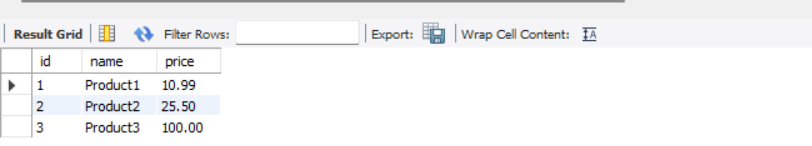 Result Grid Filter Rows: Export: Wrap Cell Content: IA
id name price
1 Product1 10.99
2 Product2 25.50
3 Product3 100.00